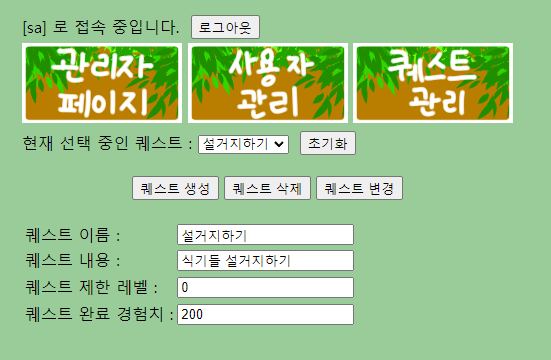 [sa] 로 접속 중입니다. 로그아웃
관리자 페이지 사용자 관리 퀘스트 관리
현재 선택 중인 퀘스트 : 설거지하기 초기화
퀘스트 생성 퀘스트 삭제 퀘스트 변경
퀘스트 이름 : 설거지하기
퀘스트 내용 : 식기들 설거지하기
퀘스트 제한 레벨 : 0
퀘스트 완료 경험치 : 200